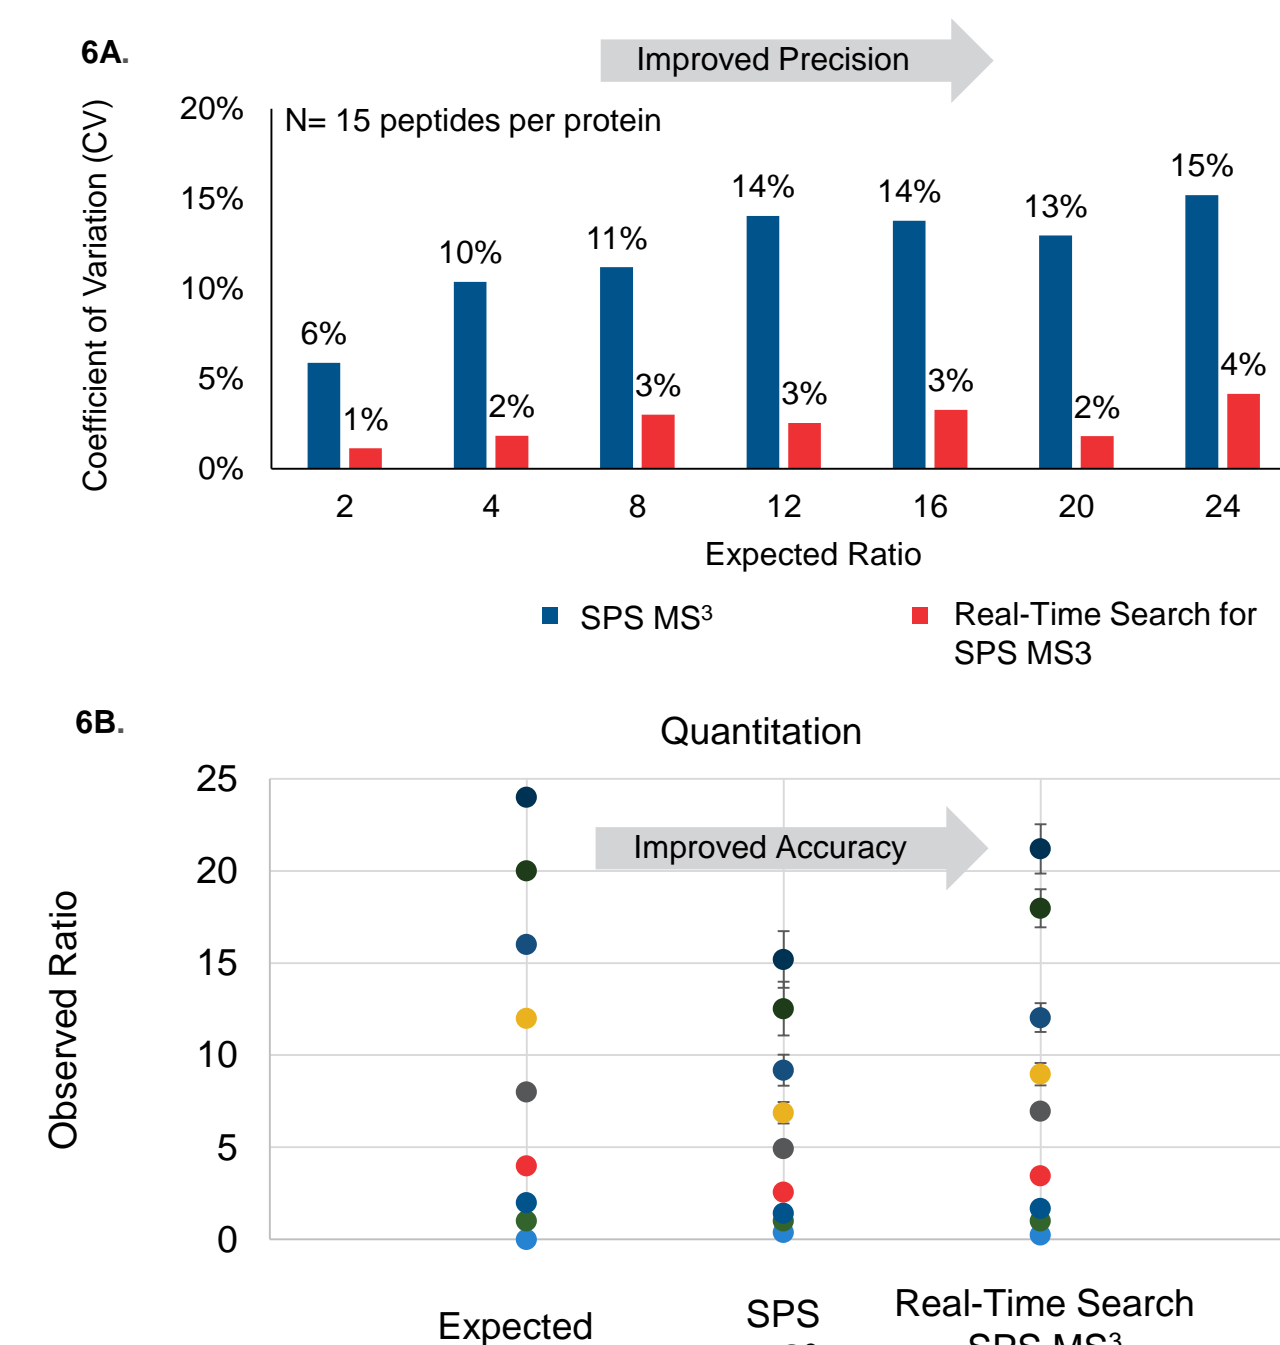 6A.
Improved Precision
N= 15 peptides per protein
Coefficient of Variation (CV)
20%
15%
10%
5%
0%
6%
1%
10%
2%
11%
3%
14%
3%
14%
3%
13%
2%
15%
4%
2 4 8 12 16 20 24
Expected Ratio
SPS MS³
Real-Time Search for
SPS MS3
6B.
Quantitation
Improved Accuracy
Observed Ratio
25
20
15
10
5
0
Expected
SPS
Real-Time Search
SPS MS³